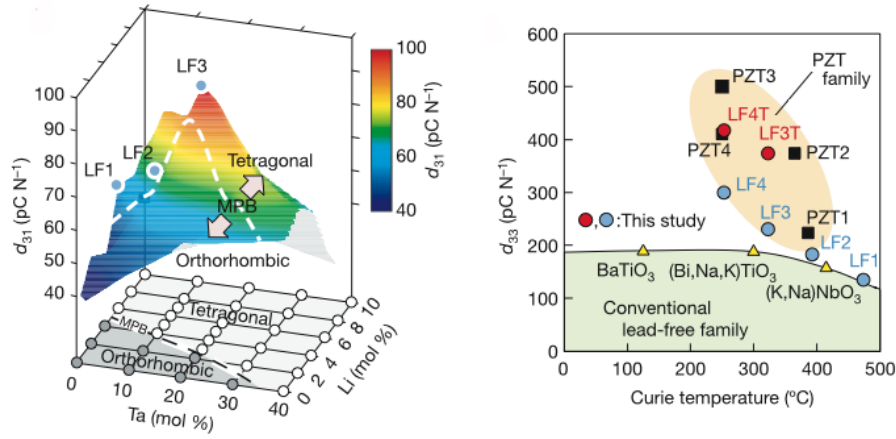 LF3
LF2
LF1
Tetragonal
MPB
Orthorhombic
100
90
80
70
60
50
40
d31 (pC N–1)
100
80
60
40
d31 (pC N–1)
Tetragonal
MPB
Orthorhombic
0
10
20
30
40
Ta (mol %)
0
2
4
6
8
10
Li (mol %)
600
500
400
300
200
100
0
d33 (pC N–1)
PZT
family
PZT3
LF4T
LF3T
PZT4
PZT2
LF4
LF3
PZT1
LF2
LF1
,  :This study
BaTiO3
(Bi,Na,K)TiO3
(K,Na)NbO3
Conventional
lead-free family
0
100
200
300
400
500
Curie temperature (ºC)